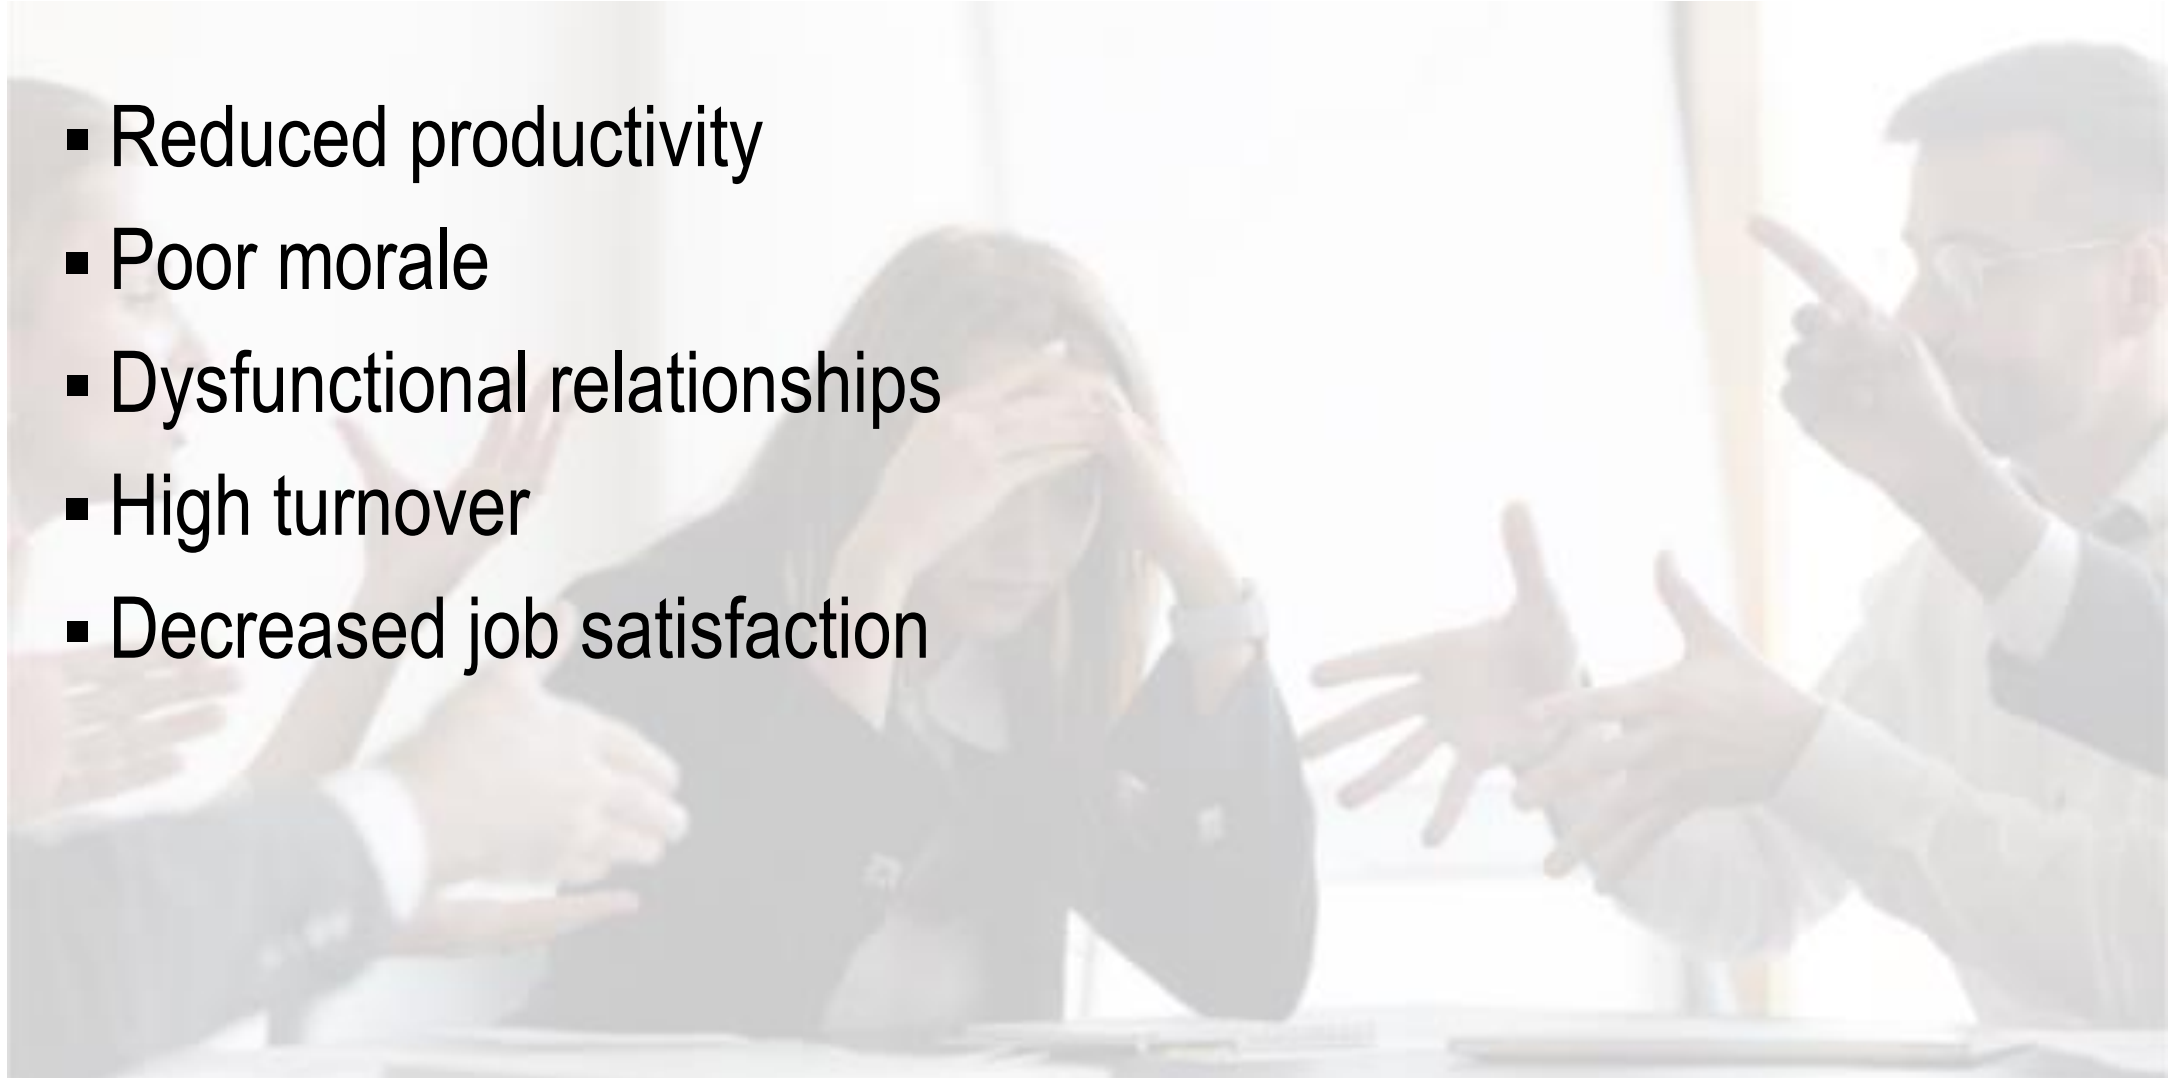 ▪ Reduced productivity
▪ Poor morale
▪ Dysfunctional relationships
▪ High turnover
▪ Decreased job satisfaction